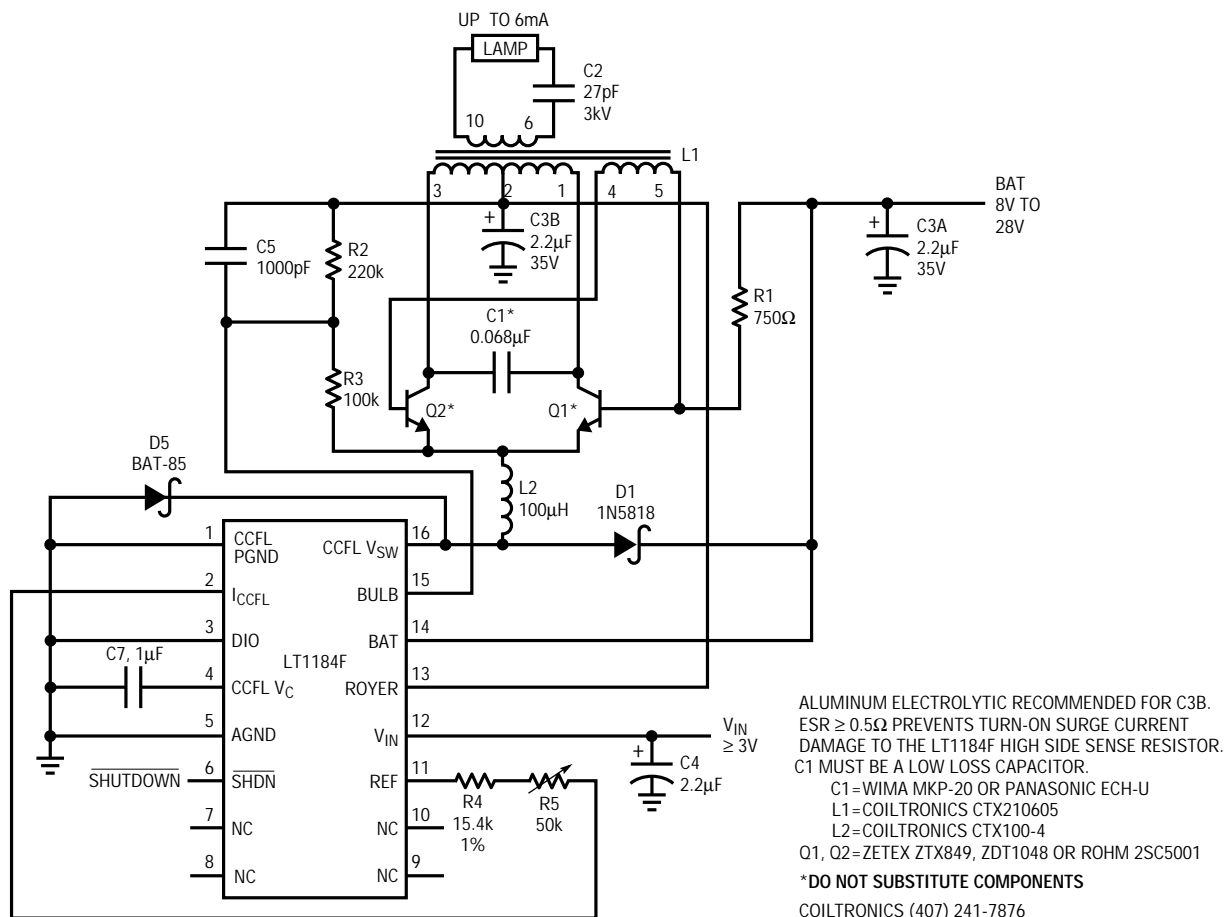 UP TO 6mA
LAMP
C2
27pF
3kV
10
6
L1
3
2
1
4
5
BAT
8V TO
28V
+
C3B
2.2µF
35V
+
C3A
2.2µF
35V
C5
1000pF
R2
220k
R1
750Ω
C1*
0.068µF
R3
100k
Q2*
Q1*
D5
BAT-85
L2
100µH
D1
1N5818
1
CCFL
PGND
CCFL VSW
16
2
ICCFL
BULB
15
3
DIO
BAT
14
C7, 1µF
LT1184F
4
CCFL VC
ROYER
13
5
AGND
VIN
12
VIN
≥ 3V
+
C4
2.2µF
SHUTDOWN
6
SHDN
REF
11
R4
15.4k
1%
R5
50k
7
NC
NC
10
8
NC
NC
9
ALUMINUM ELECTROLYTIC RECOMMENDED FOR C3B.
ESR ≥ 0.5Ω PREVENTS TURN-ON SURGE CURRENT
DAMAGE TO THE LT1184F HIGH SIDE SENSE RESISTOR.
C1 MUST BE A LOW LOSS CAPACITOR.
C1=WIMA MKP-20 OR PANASONIC ECH-U
L1=COILTRONICS CTX210605
L2=COILTRONICS CTX100-4
Q1, Q2=ZETEX ZTX849, ZDT1048 OR ROHM 2SC5001
*DO NOT SUBSTITUTE COMPONENTS
COILTRONICS (407) 241-7876